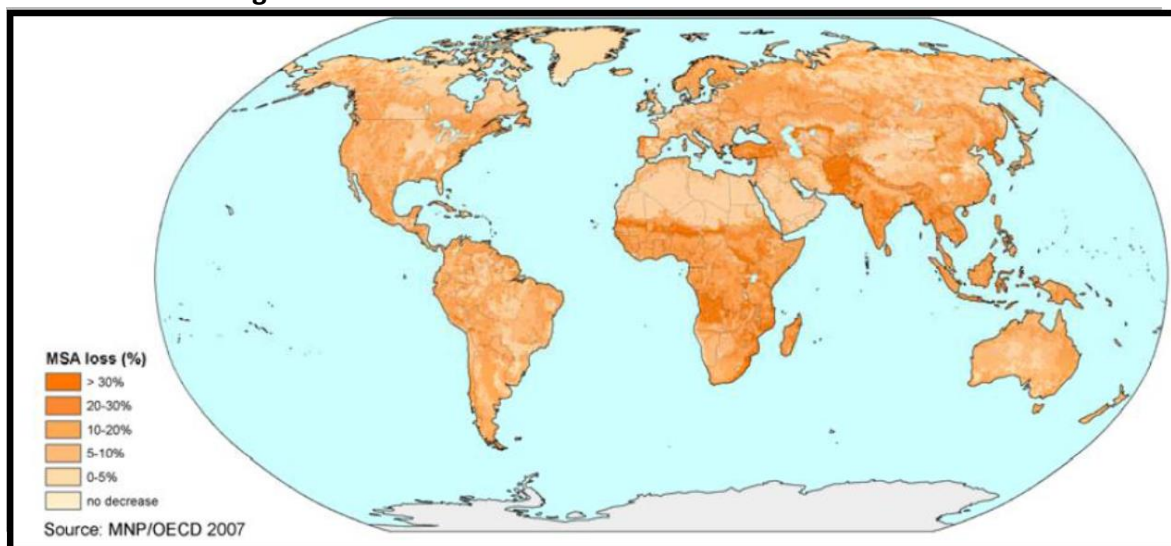 MSA loss (%)
> 30%
20-30%
10-20%
5-10%
0-5%
no decrease
Source: MNP/OECD 2007